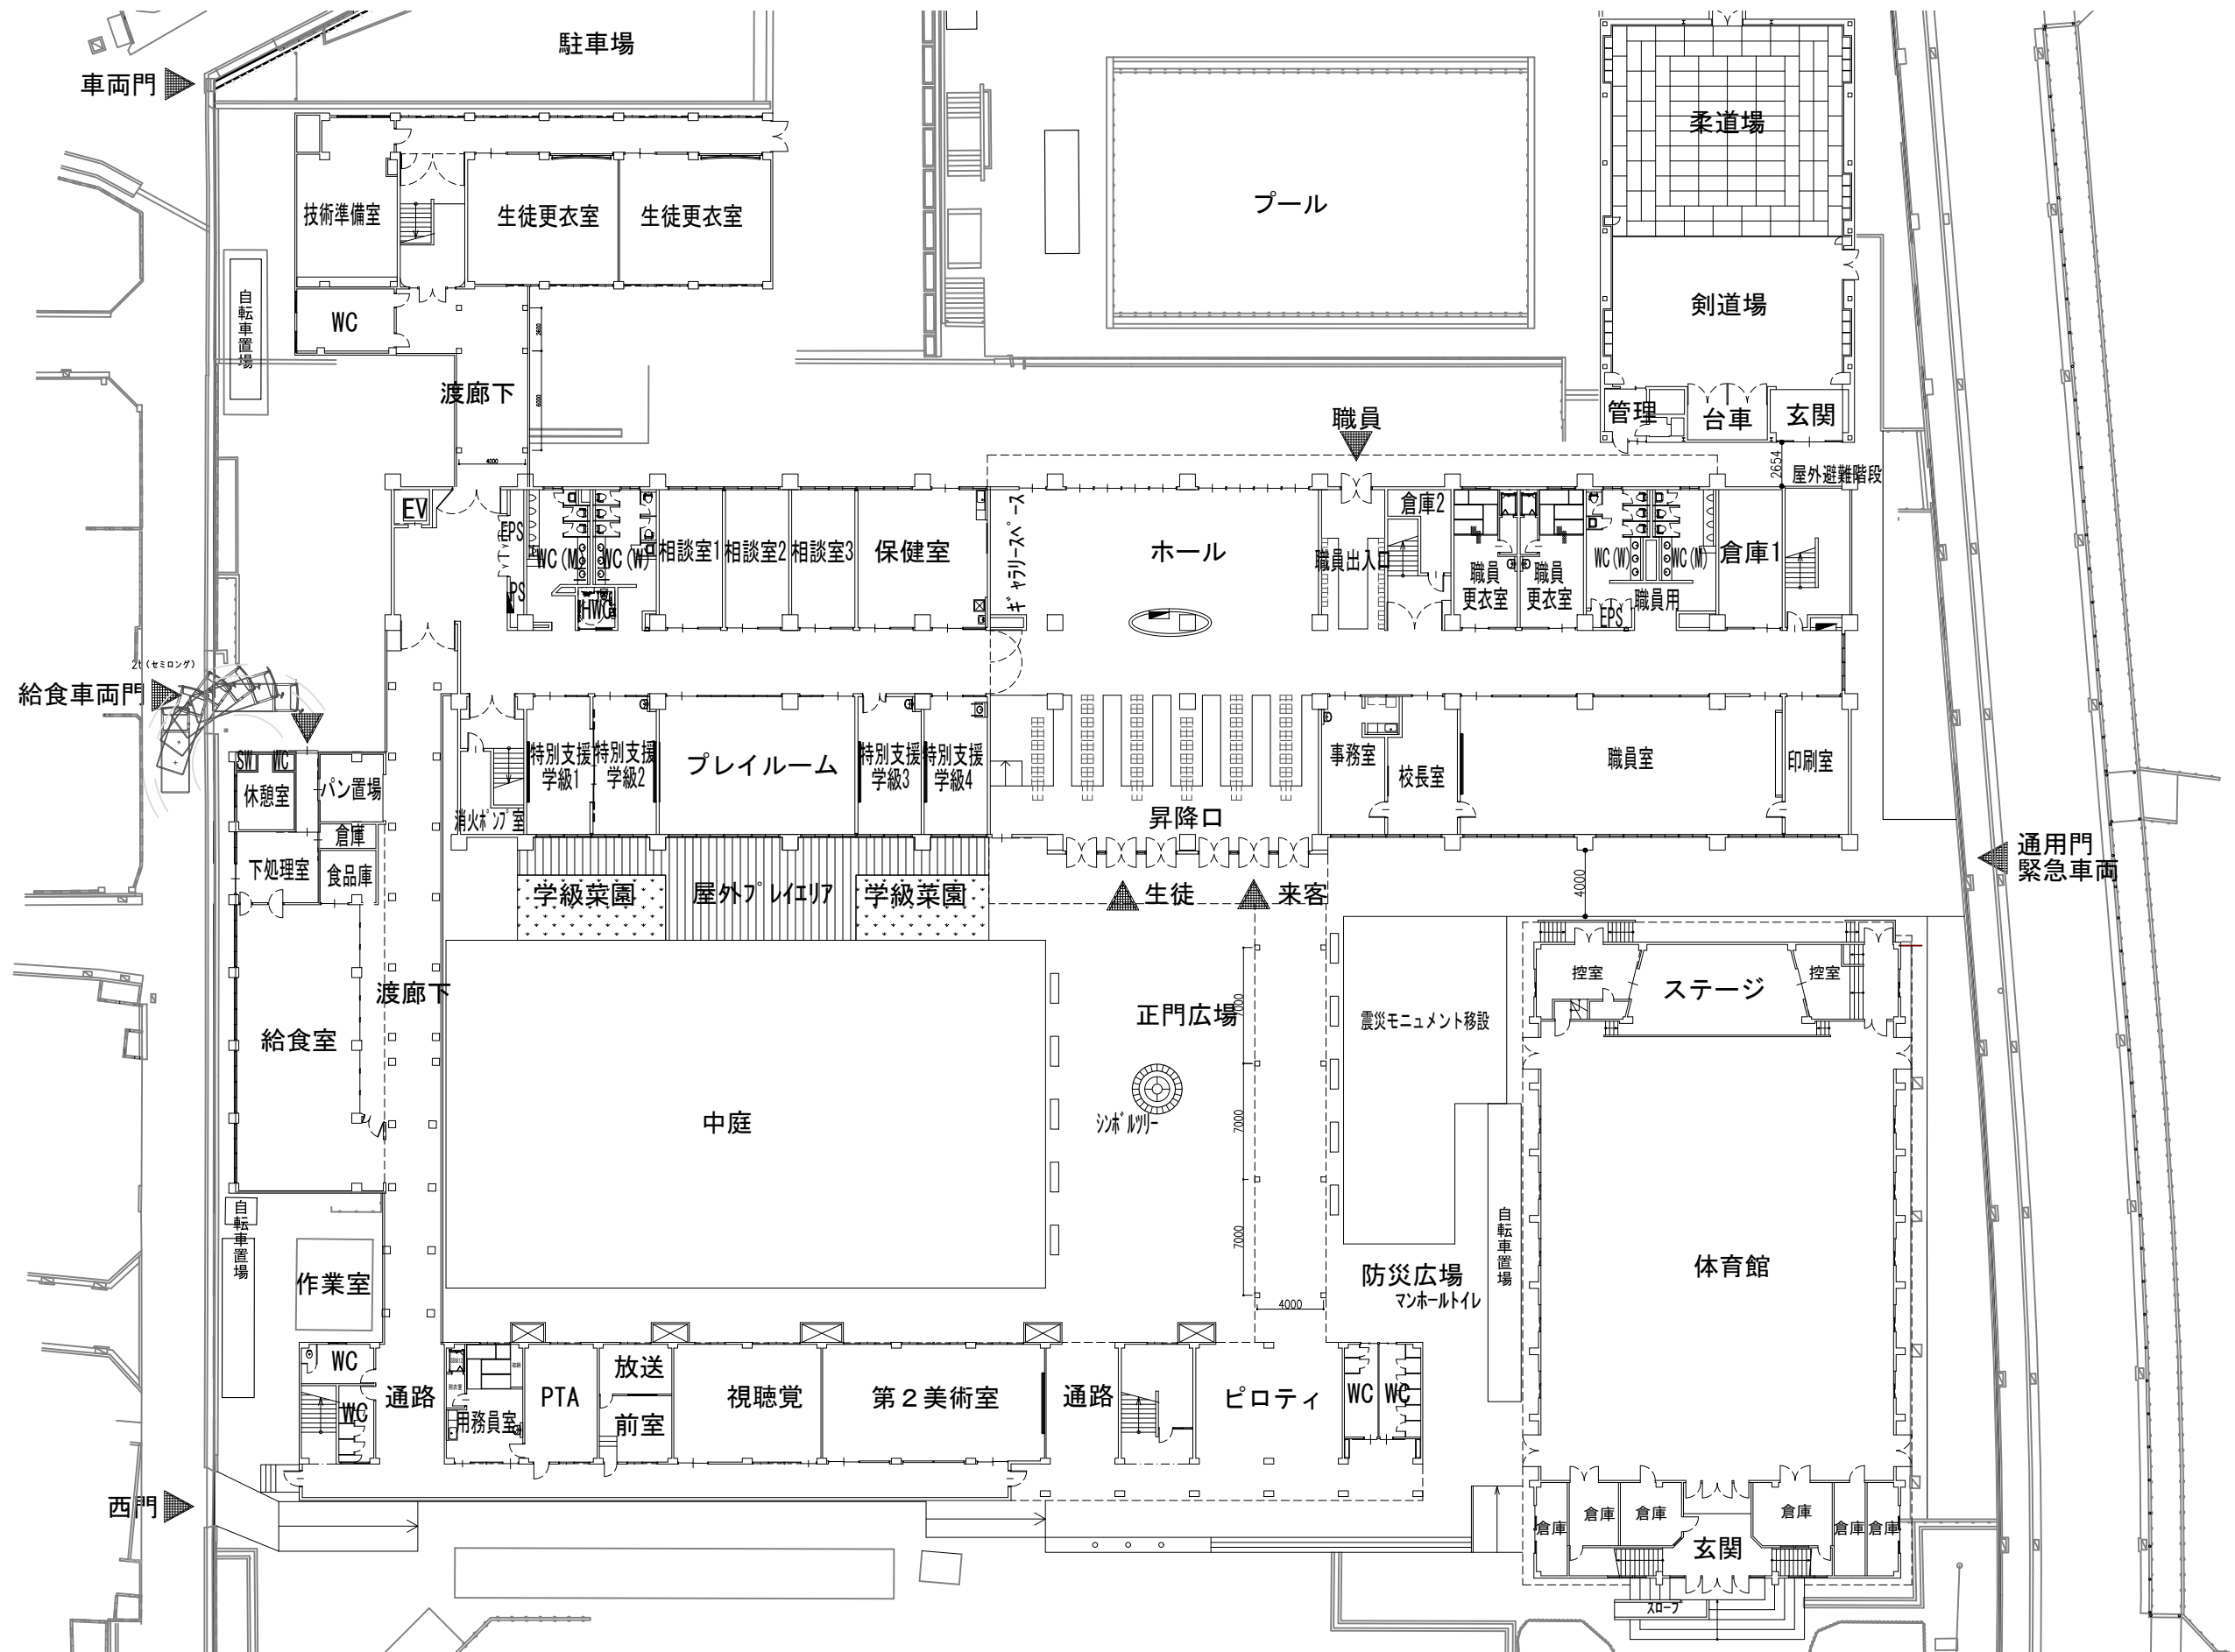 駐車場
車両門
柔道場
技術準備室
生徒更衣室
生徒更衣室
プール
自転車置場
WC
剣道場
2600
6000
渡廊下
4000
職員
管理
台車
玄関
2654
屋外避難階段
EV
EPS
PS
WC(M)
WC(W)
HWC
相談室1
相談室2
相談室3
保健室
ギャラリースペース
ホール
職員出入口
倉庫2
職員
更衣室
職員
更衣室
WC(W)
WC(M)
職員用
EPS
倉庫1
2t(セミロング)
給食車両門
SW
WC
休憩室
パン置場
倉庫
下処理室
食品庫
消火ポンプ室
特別支援
学級1
特別支援
学級2
プレイルーム
特別支援
学級3
特別支援
学級4
昇降口
事務室
校長室
職員室
印刷室
通用門
緊急車両
学級菜園
屋外プレイエリア
学級菜園
生徒
来客
4000
渡廊下
給食室
中庭
正門広場
シンボルツリー
7000
7000
7000
4000
震災モニュメント移設
控室
ステージ
控室
自転車置場
作業室
防災広場
マンホールトイレ
自転車置場
体育館
WC
WC
通路
用務員室
PTA
放送
前室
視聴覚
第2美術室
通路
ピロティ
WC
WC
西門
倉庫
倉庫
倉庫
玄関
倉庫
倉庫
倉庫
スロープ